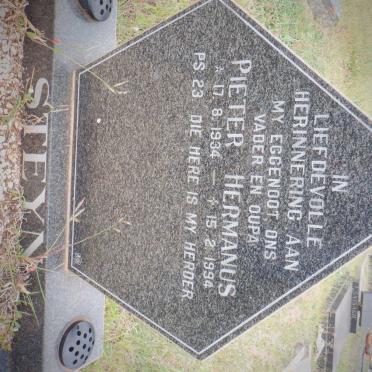 IN
LIEFDEVOLLE
HERINNERING AAN
MY EGGENOOT, ONS
VADER EN OUPA
PIETER HERMANUS
* 17. 8. 1934 — † 15. 2. 1994
PS 23 DIE HERE IS MY HERDER
STEYN